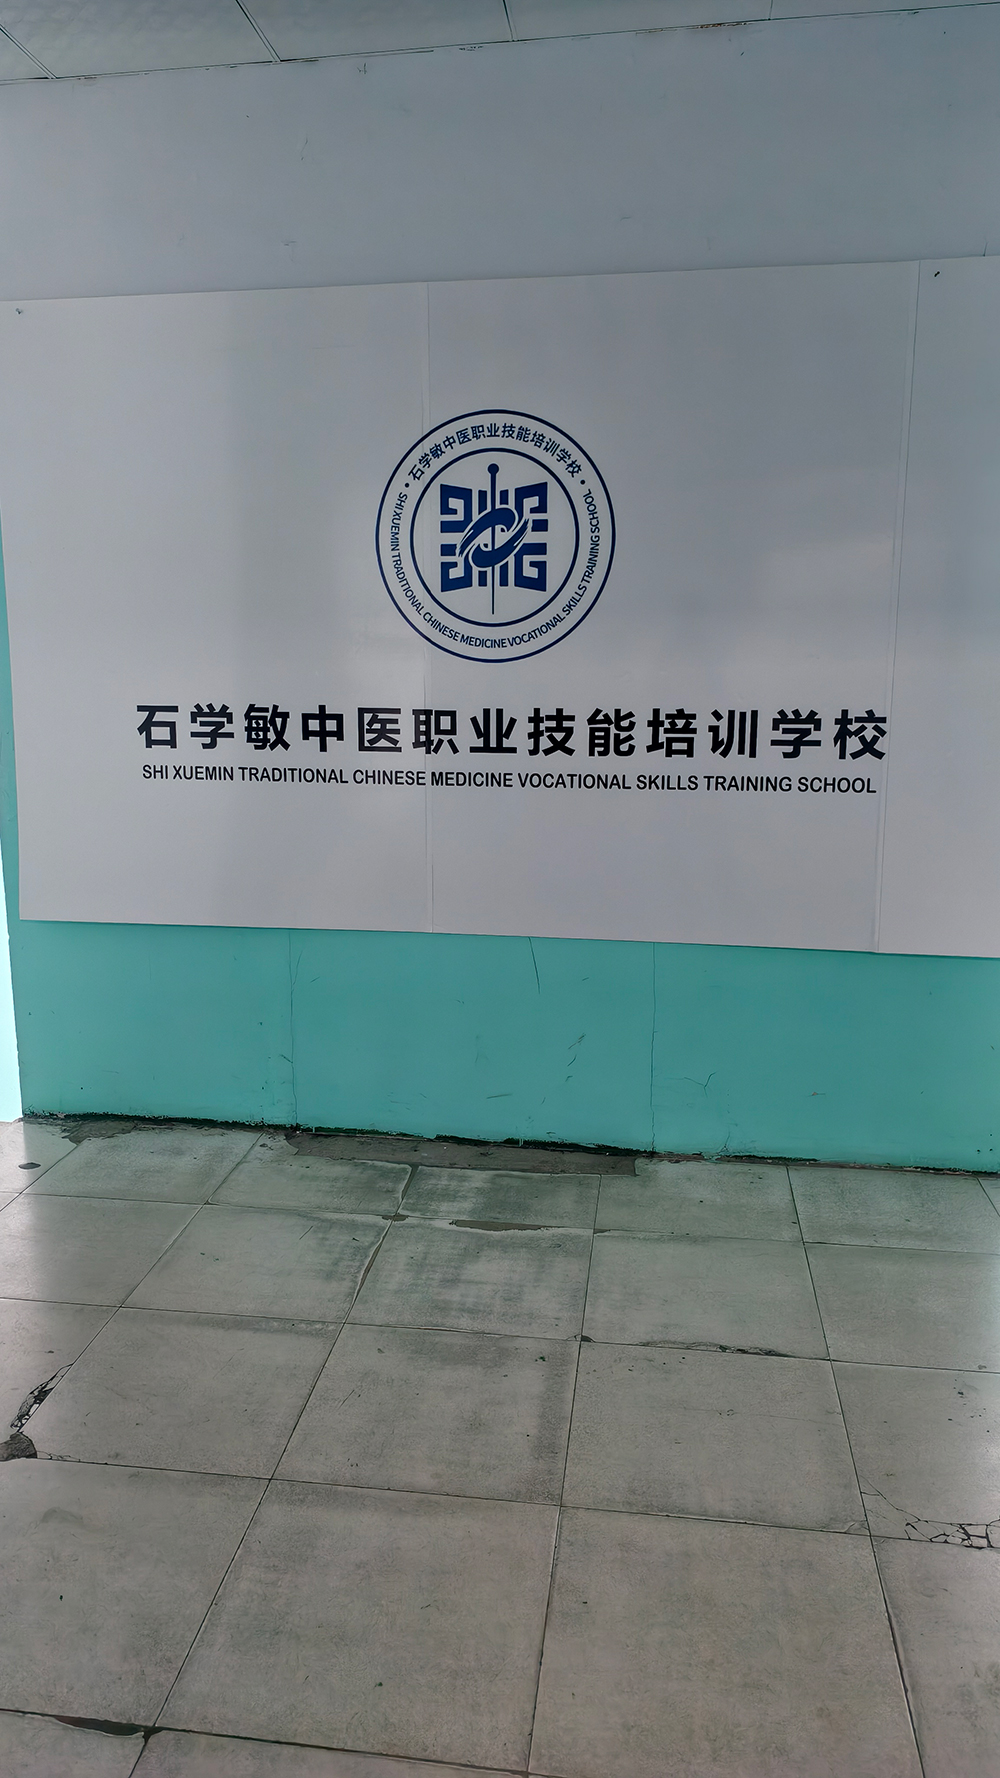 石学敏中医职业技能培训学校
SHI XUEMIN TRADITIONAL CHINESE MEDICINE VOCATIONAL SKILLS TRAINING SCHOOL
石学敏中医职业技能培训学校
SHI XUEMIN TRADITIONAL CHINESE MEDICINE VOCATIONAL SKILLS TRAINING SCHOOL